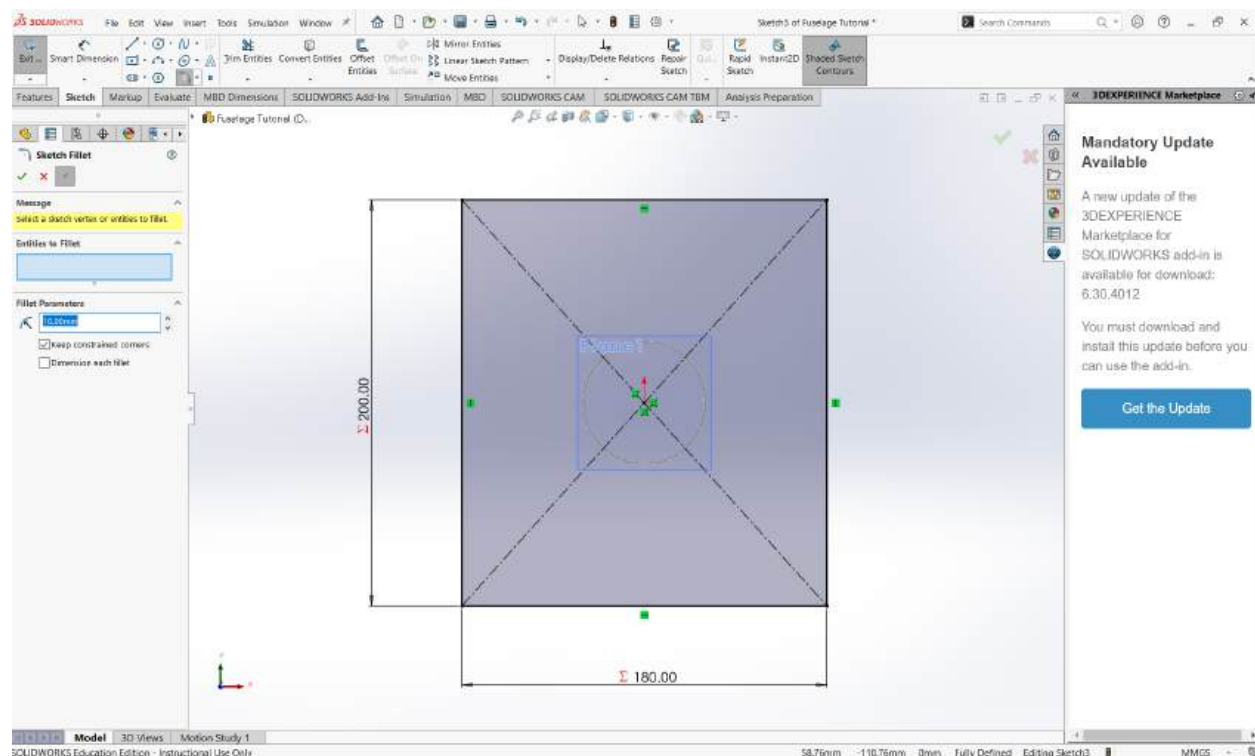 SOLIDWORKS File Edit View Insert Tools Simulation Window Sketch3 of Fuselage Tutorial * Search Commands
Exit... Smart Dimension Trim Entities Convert Entities Offset Entities Mirror Entities Linear Sketch Pattern Move Entities Display/Delete Relations Repair Sketch Rapid Sketch Instant2D Shaded Sketch Contours
Features Sketch Markup Evaluate MBD Dimensions SOLIDWORKS Add-Ins Simulation MBD SOLIDWORKS CAM SOLIDWORKS CAM TBM Analysis Preparation
Fuselage Tutorial (D...
Sketch Fillet
Message
Select a sketch vertex or entities to fillet.
Entities to Fillet
Fillet Parameters
10.00mm
Keep constrained corners
Dimension each fillet
Plane1
Σ 200.00
Σ 180.00
3DEXPERIENCE Marketplace
Mandatory Update
Available
A new update of the
3DEXPERIENCE
Marketplace for
SOLIDWORKS add-in is
available for download:
6.30.4012
You must download and
install this update before you
can use the add-in.
Get the Update
Model 3D Views Motion Study 1
SOLIDWORKS Education Edition - Instructional Use Only 58.76mm -110.76mm 0mm Fully Defined Editing Sketch3 MMGS